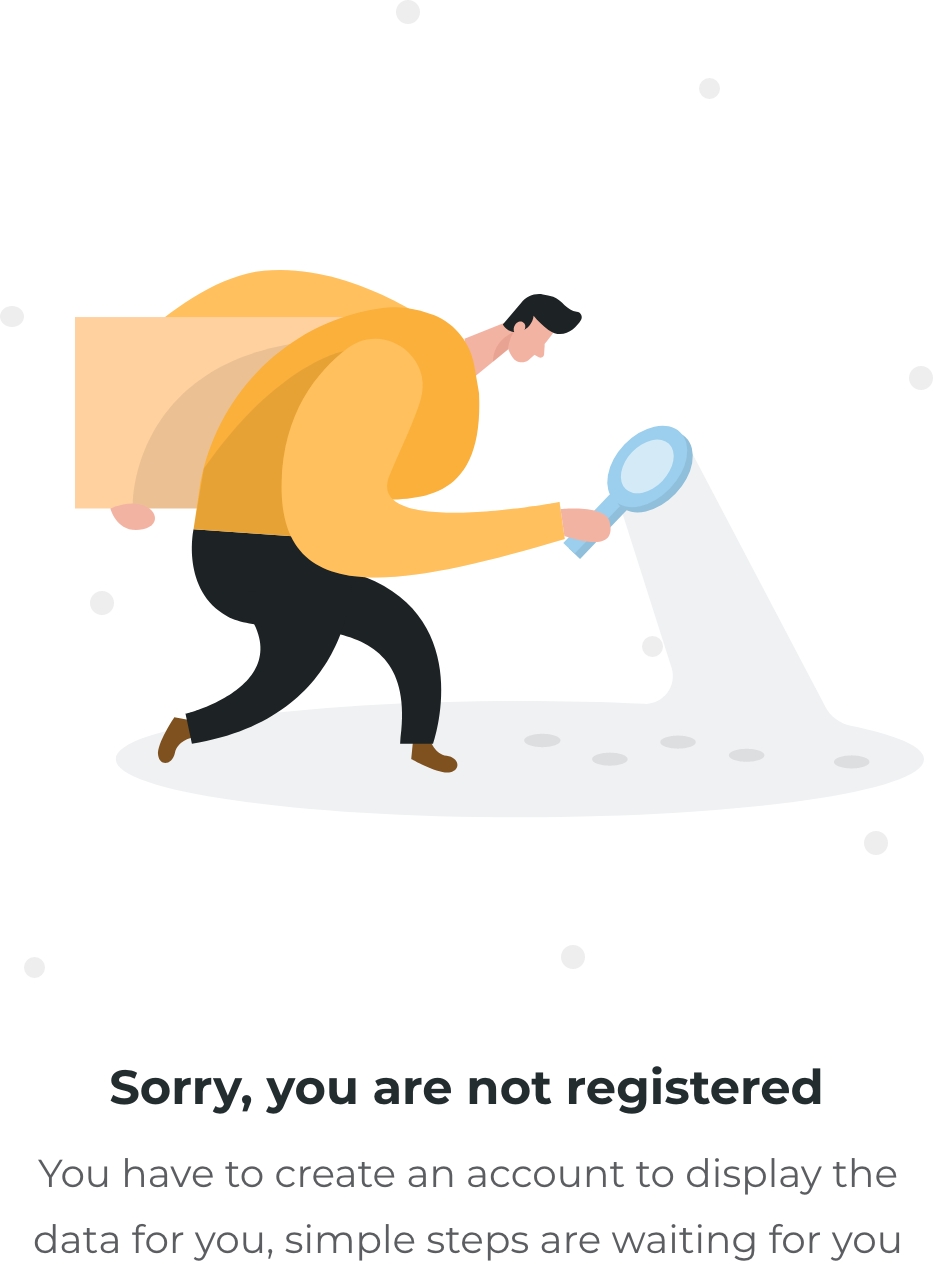 Sorry, you are not registered
You have to create an account to display the
data for you, simple steps are waiting for you